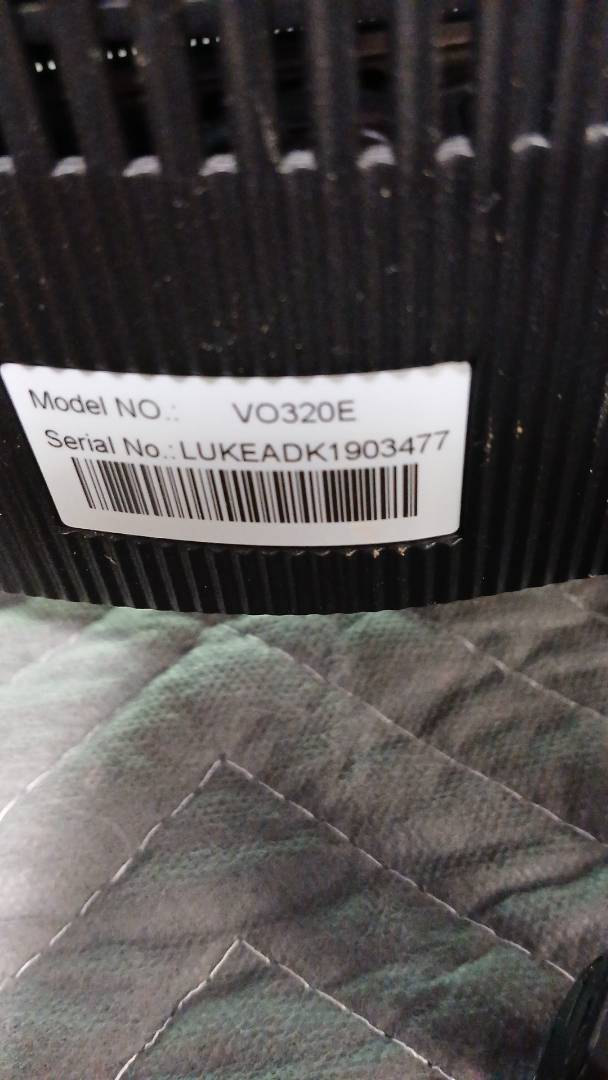 Model NO.: VO320E
Serial No.:LUKEADK1903477